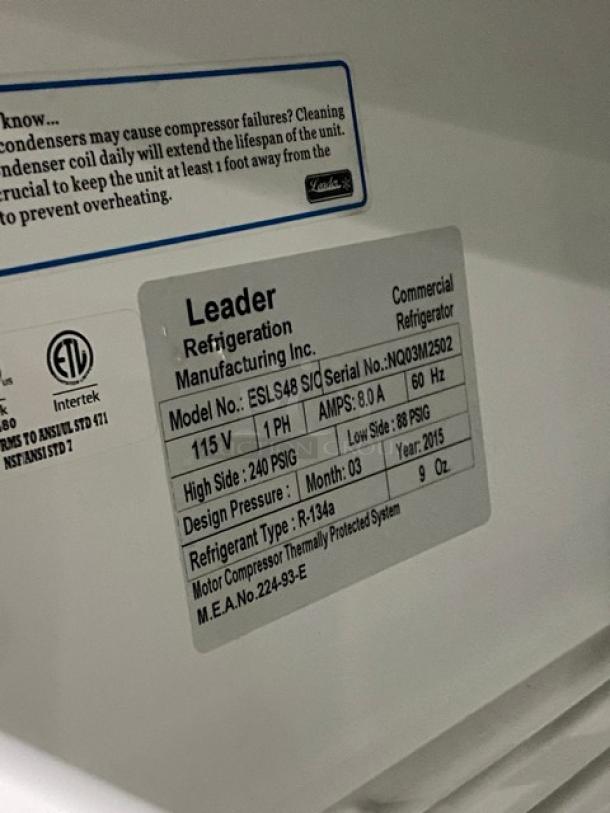 know...
condensers may cause compressor failures? Cleaning
ndenser coil daily will extend the lifespan of the unit.
crucial to keep the unit at least 1 foot away from the
to prevent overheating.
Leader
Leader
Refrigeration
Manufacturing Inc.
Commercial
Refrigerator
Model No.: ESLS48 S/C Serial No.:NQ03M2502
115 V 1 PH AMPS: 8.0 A 60 Hz
High Side : 240 PSIG Low Side : 88 PSIG
Design Pressure : Month: 03 Year: 2015
Refrigerant Type : R-134a 9 Oz.
Motor Compressor Thermally Protected System
M.E.A.No.224-93-E
ETL
US
Intertek
RMS TO ANSI/UL STD 471
NSF/ANSI STD 7